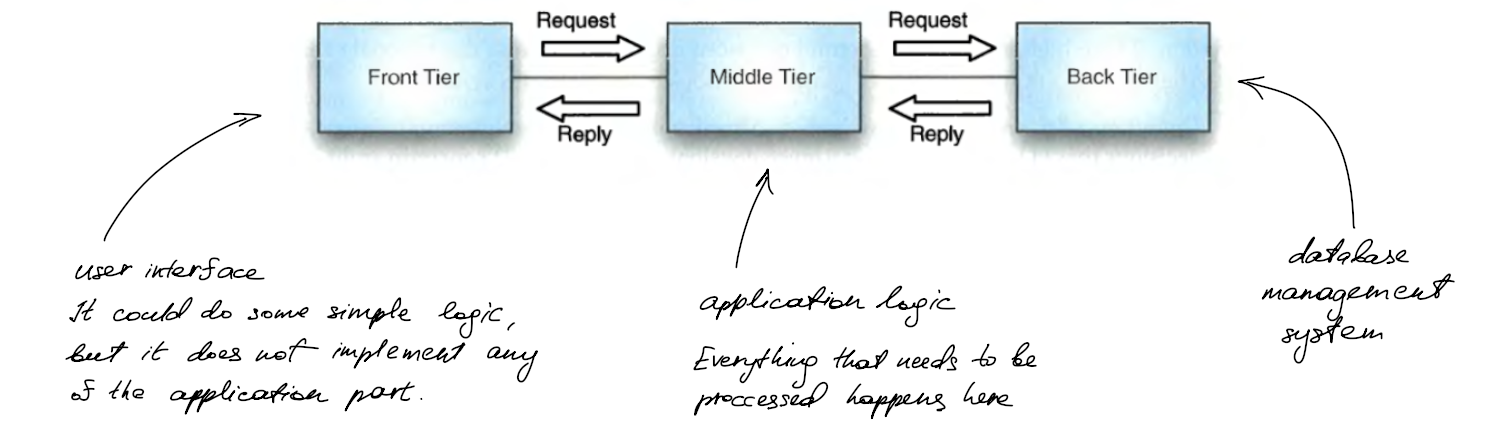 Request
Request
Front Tier
Middle Tier
Back Tier
Reply
Reply
user interface
It could do some simple logic,
but it does not implement any
of the application part.
application logic
Everything that needs to be
proccessed happens here
database
management
system